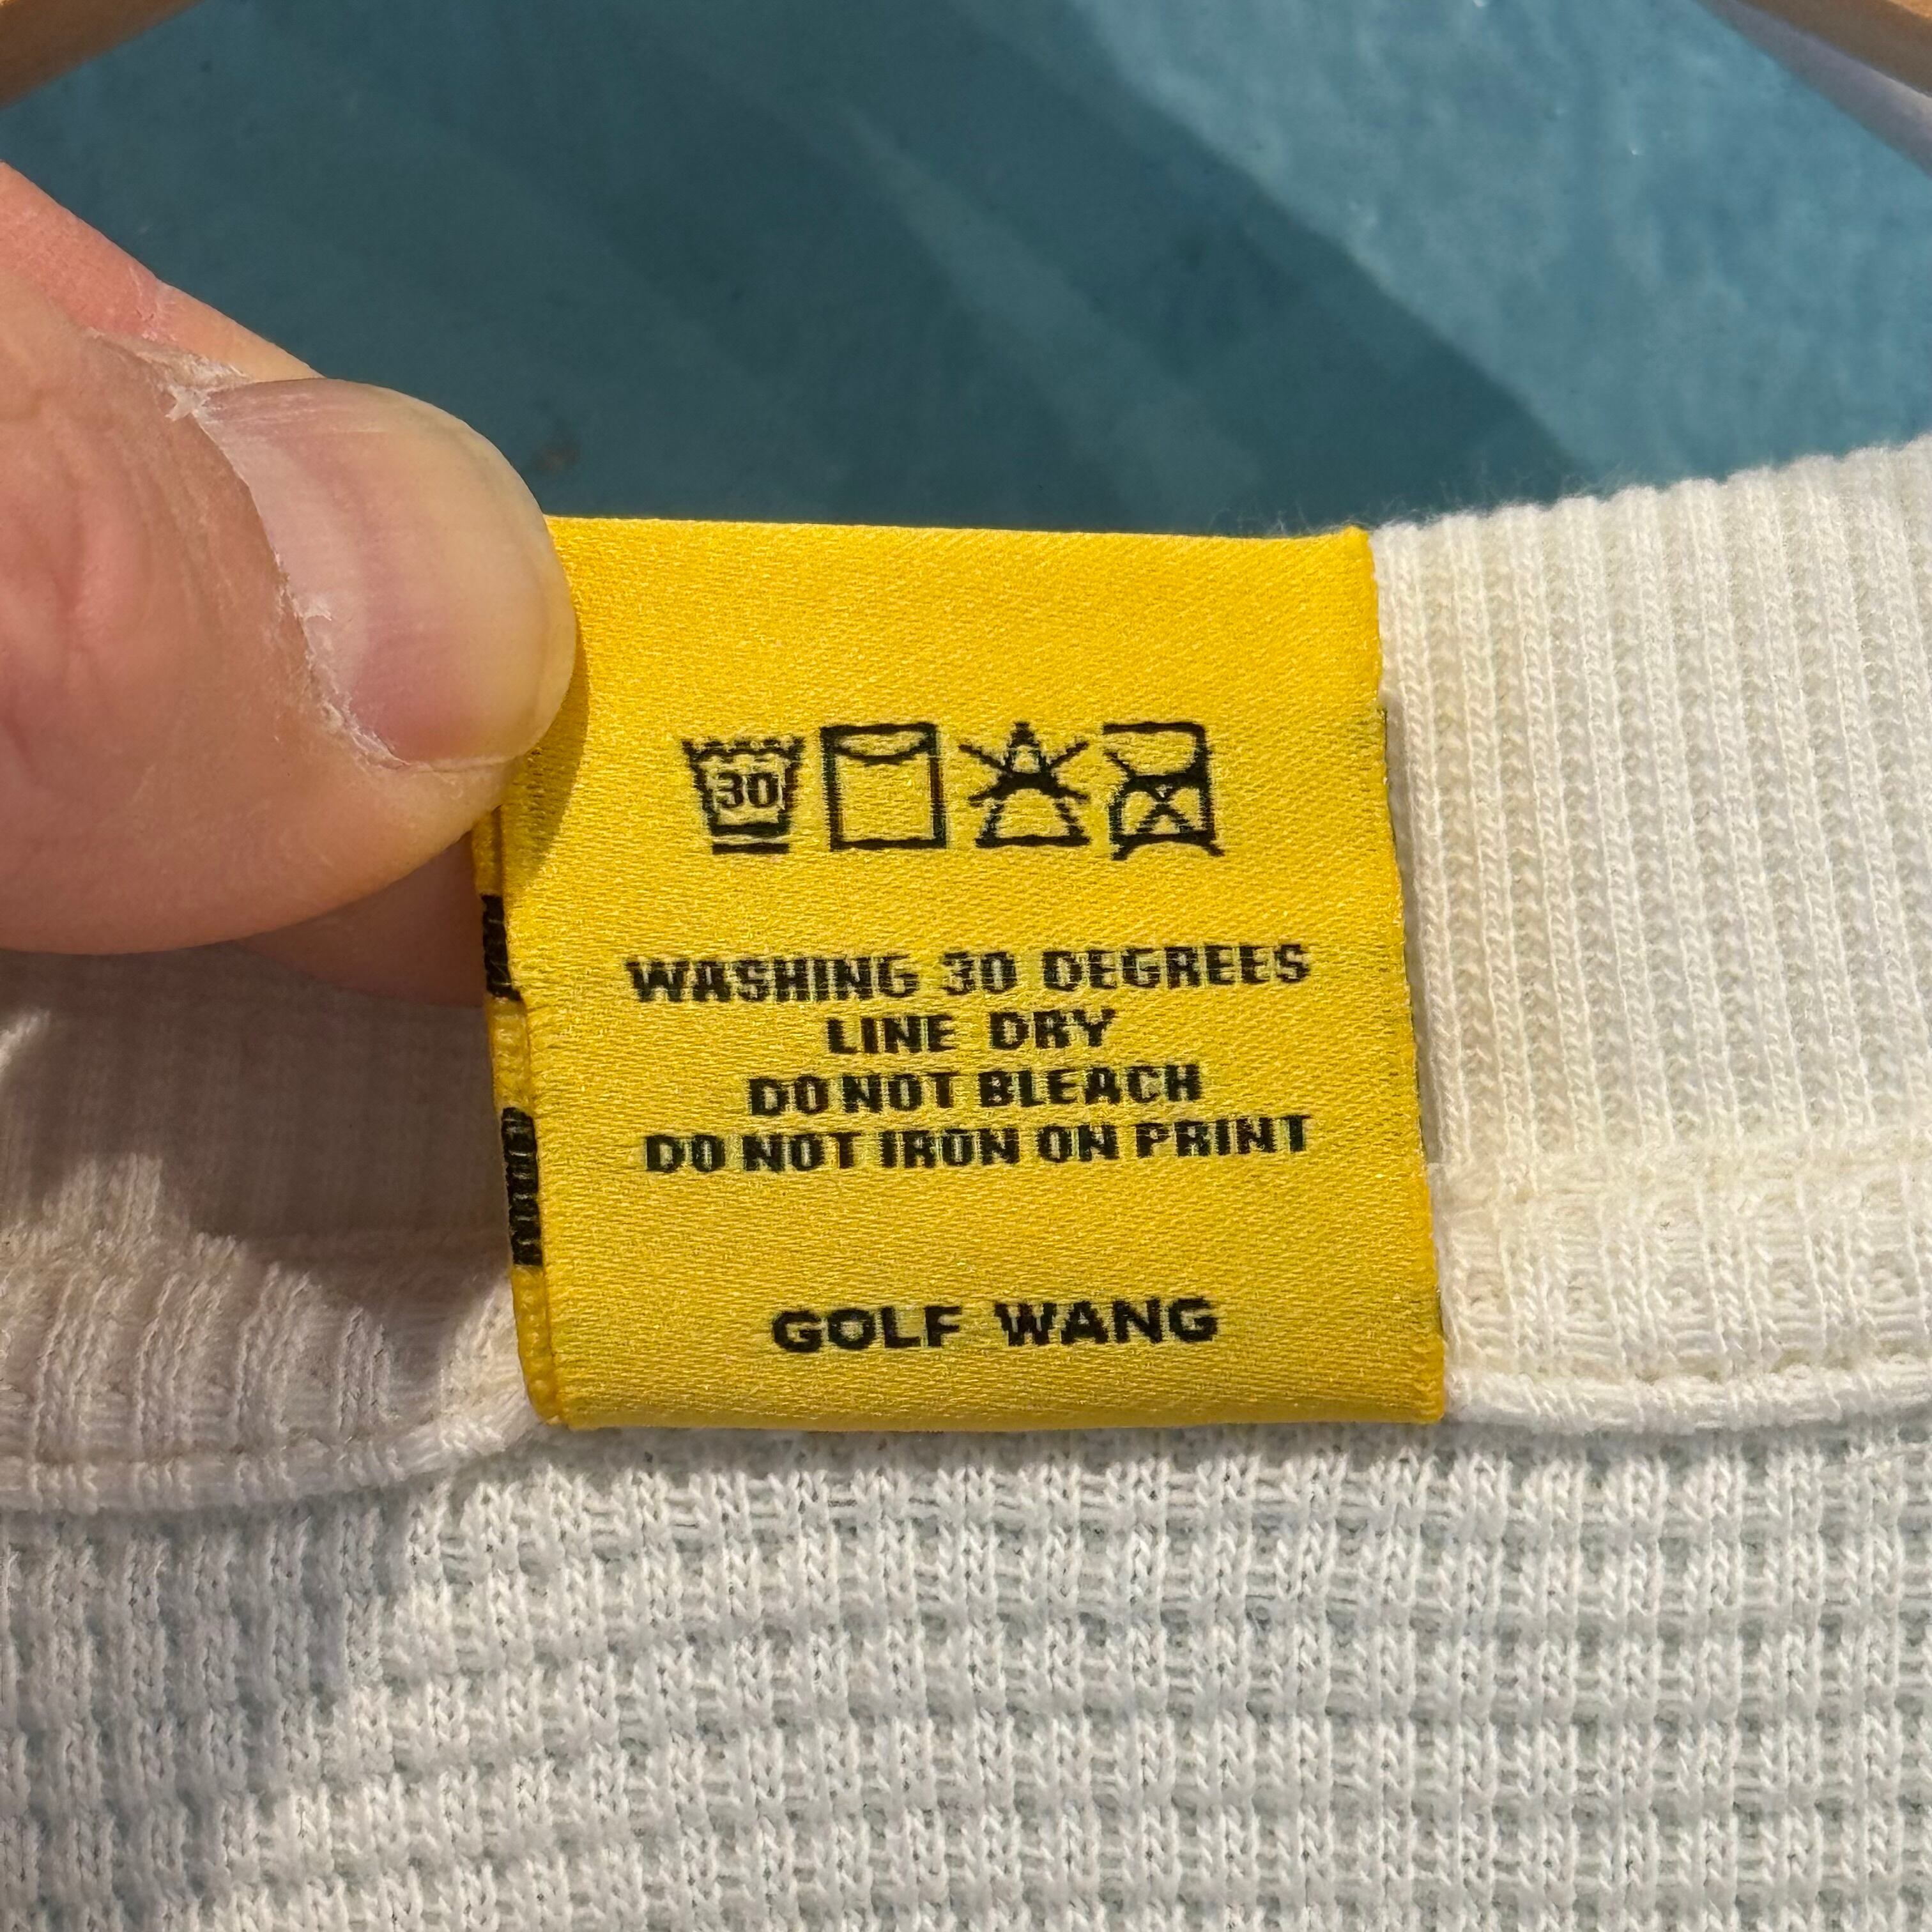 30
WASHING 30 DEGREES
LINE DRY
DO NOT BLEACH
DO NOT IRON ON PRINT
GOLF WANG